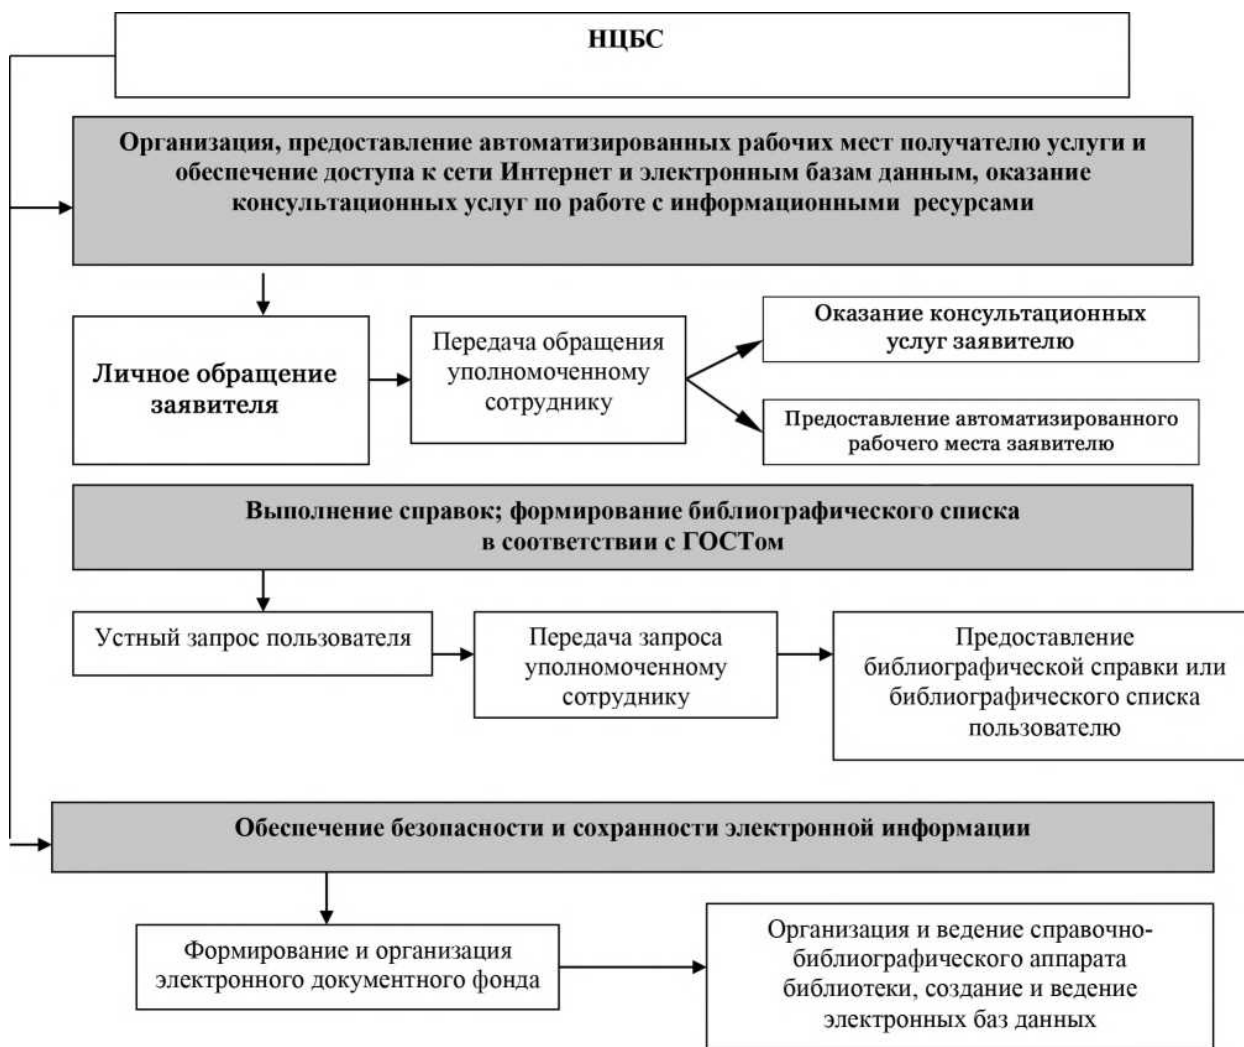 НЦБС
Организация, предоставление автоматизированных рабочих мест получателю услуги и
обеспечение доступа к сети Интернет и электронным базам данным, оказание
консультационных услуг по работе с информационными ресурсами
Личное обращение
заявителя
Передача обращения
уполномоченному
сотруднику
Оказание консультационных
услуг заявителю
Предоставление автоматизированного
рабочего места заявителю
Выполнение справок; формирование библиографического списка
в соответствии с ГОСТом
Устный запрос пользователя
Передача запроса
уполномоченному
сотруднику
Предоставление
библиографической справки или
библиографического списка
пользователю
Обеспечение безопасности и сохранности электронной информации
Формирование и организация
электронного документного фонда
Организация и ведение справочно-
библиографического аппарата
библиотеки, создание и ведение
электронных баз данных